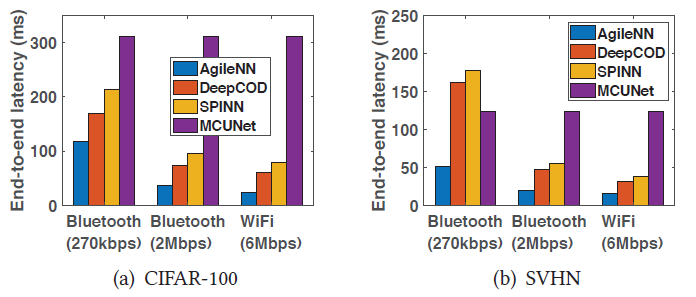 End-to-end latency (ms)
300
200
100
0
AgileNN
DeepCOD
SPINN
MCUNet
Bluetooth Bluetooth WiFi
(270kbps) (2Mbps) (6Mbps)
(a) CIFAR-100
End-to-end latency (ms)
250
200
150
100
50
0
AgileNN
DeepCOD
SPINN
MCUNet
Bluetooth Bluetooth WiFi
(270kbps) (2Mbps) (6Mbps)
(b) SVHN